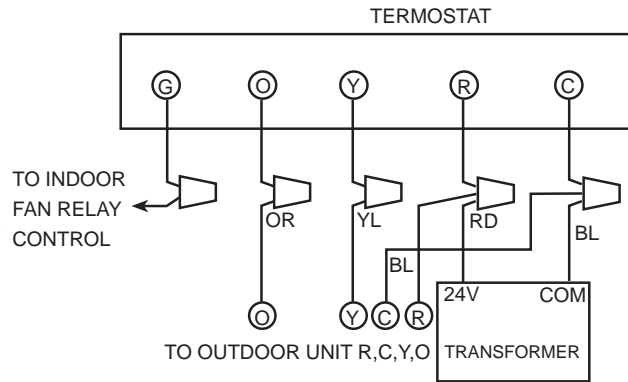 TERMOSTAT
G O Y R C
TO INDOOR
FAN RELAY
CONTROL
OR YL RD BL
BL
24V COM
O Y C R
TO OUTDOOR UNIT R,C,Y,O
TRANSFORMER